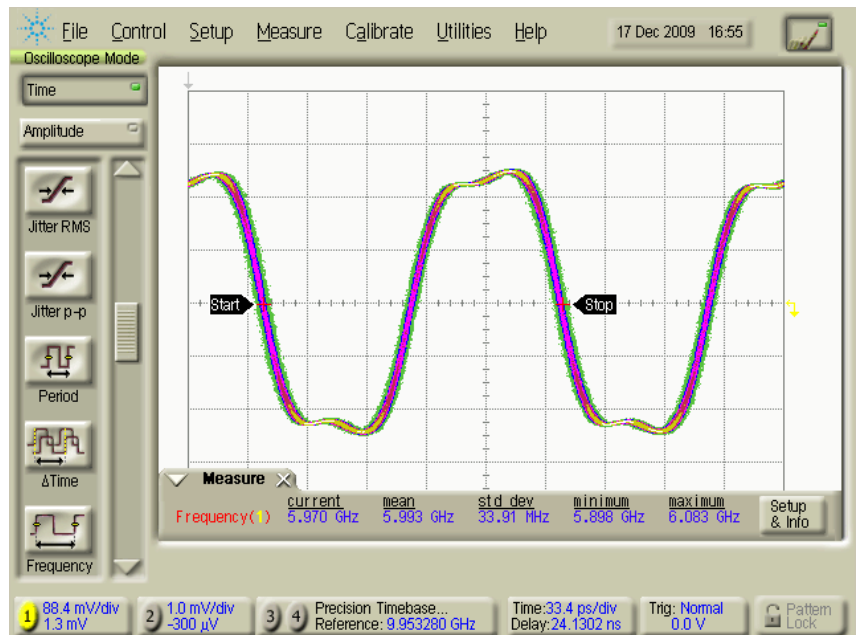 File Control Setup Measure Calibrate Utilities Help 17 Dec 2009 16:55
Oscilloscope Mode
Time
Amplitude
Jitter RMS
Jitter p-p
Period
ΔTime
Frequency
Start
Stop
Measure
current mean std dev minimum maximum
Frequency(1) 5.970 GHz 5.993 GHz 33.91 MHz 5.898 GHz 6.083 GHz
Setup
& Info
1 88.4 mV/div
1.3 mV
2 1.0 mV/div
-300 µV
3 4 Precision Timebase...
Reference: 9.953280 GHz
Time:33.4 ps/div
Delay:24.1302 ns
Trig: Normal
0.0 V
Pattern
Lock